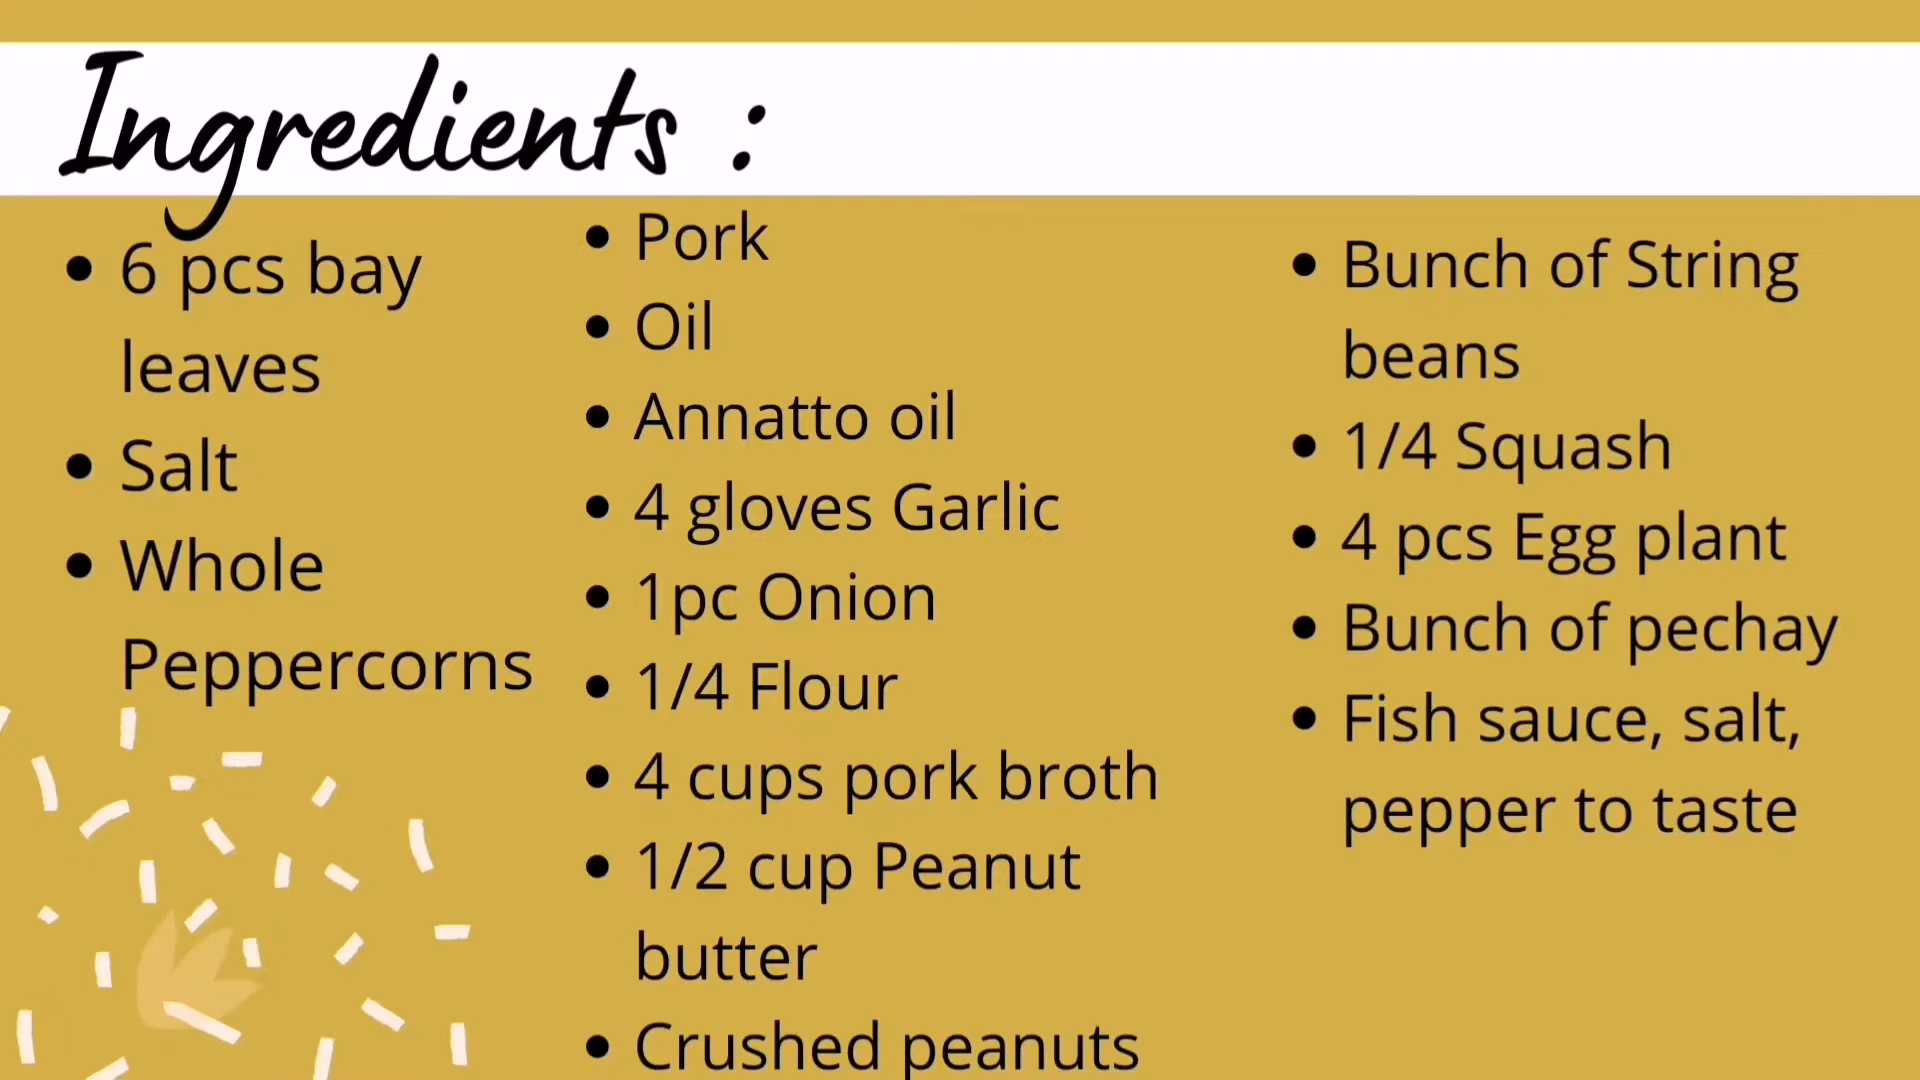 Ingredients :
• 6 pcs bay
leaves
• Salt
• Whole
Peppercorns
• Pork
• Oil
• Annatto oil
• 4 gloves Garlic
• 1pc Onion
• 1/4 Flour
• 4 cups pork broth
• 1/2 cup Peanut
butter
• Crushed peanuts
• Bunch of String
beans
• 1/4 Squash
• 4 pcs Egg plant
• Bunch of pechay
• Fish sauce, salt,
pepper to taste